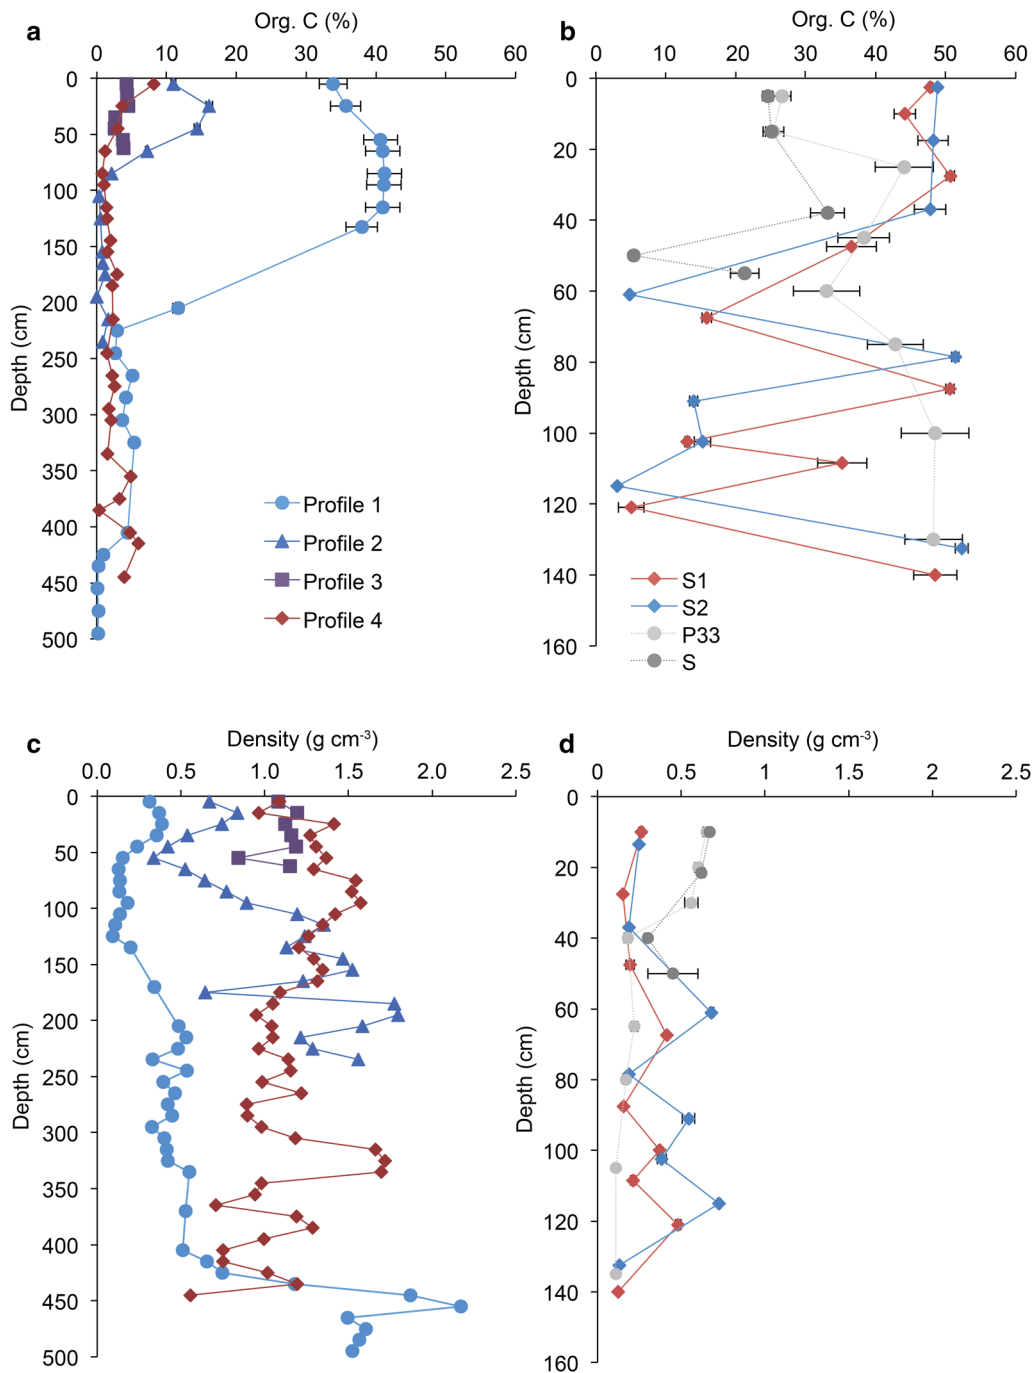 a
Org. C (%)
0 10 20 30 40 50 60
0
50
100
150
200
250
300
350
400
450
500
Depth (cm)
Profile 1
Profile 2
Profile 3
Profile 4
b
Org. C (%)
0 10 20 30 40 50 60
0
20
40
60
80
100
120
140
160
Depth (cm)
S1
S2
P33
S
c
Density (g cm-3)
0.0 0.5 1.0 1.5 2.0 2.5
0
50
100
150
200
250
300
350
400
450
500
Depth (cm)
d
Density (g cm-3)
0 0.5 1 1.5 2 2.5
0
20
40
60
80
100
120
140
160
Depth (cm)